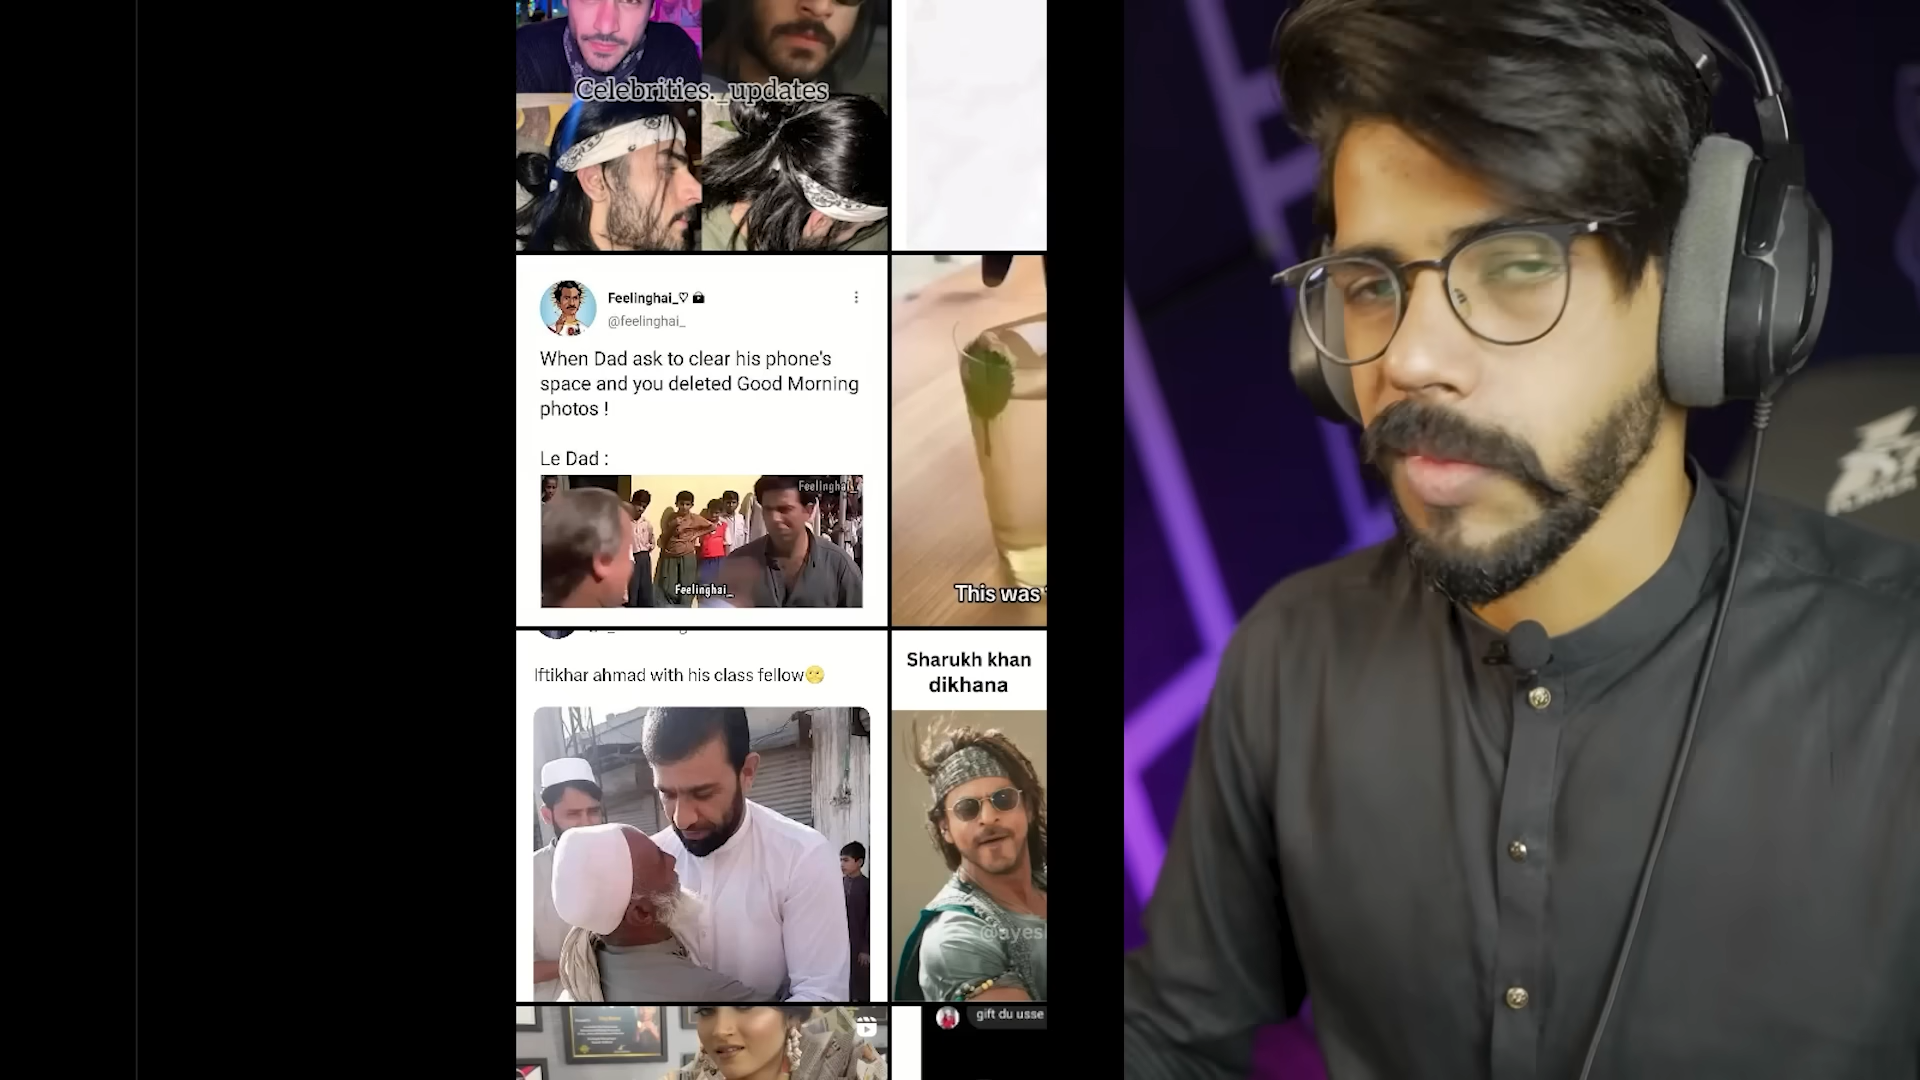 Celebrities._updates
Feelinghai_♡
@feelinghai_
When Dad ask to clear his phone's
space and you deleted Good Morning
photos !
Le Dad :
Feelinghai_
Feelinghai_
This was
Iftikhar ahmad with his class fellow🤭
Sharukh khan
dikhana
@ayes
gift du usse